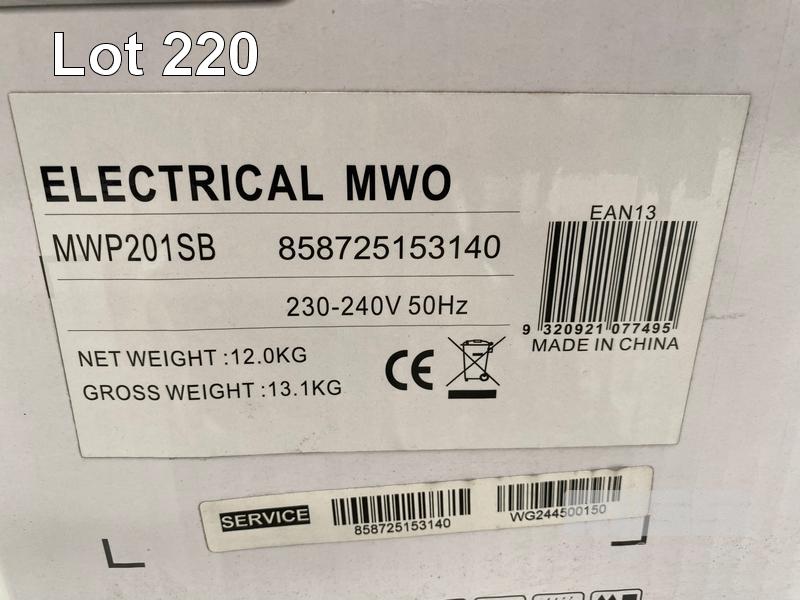 Lot 220
ELECTRICAL MWO
MWP201SB 858725153140
230-240V 50Hz
NET WEIGHT :12.0KG
GROSS WEIGHT :13.1KG
CE
EAN13
9 320921 077495
MADE IN CHINA
SERVICE
858725153140
WG244500150